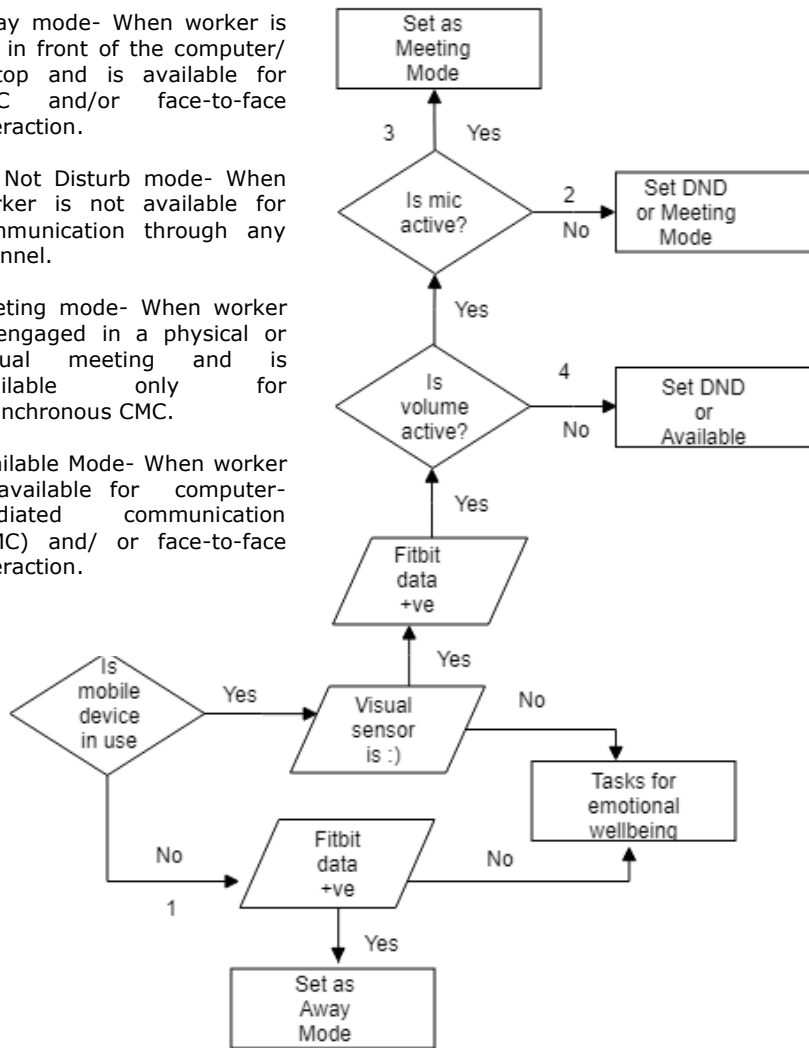 ay mode- When worker is
in front of the computer/
top and is available for
C and/or face-to-face
eraction.
Not Disturb mode- When
rker is not available for
mmunication through any
annel.
eting mode- When worker
engaged in a physical or
ual meeting and is
ailable only for
ynchronous CMC.
ailable Mode- When worker
available for computer-
diated communication
MC) and/ or face-to-face
eraction.
Set as
Meeting
Mode
3
Yes
Is mic
active?
2
No
Set DND
or Meeting
Mode
Yes
Is
volume
active?
4
No
Set DND
or
Available
Yes
Fitbit
data
+ve
Yes
Is
mobile
device
in use
Yes
Visual
sensor
is :)
No
Tasks for
emotional
wellbeing
No
1
Fitbit
data
+ve
No
Yes
Set as
Away
Mode